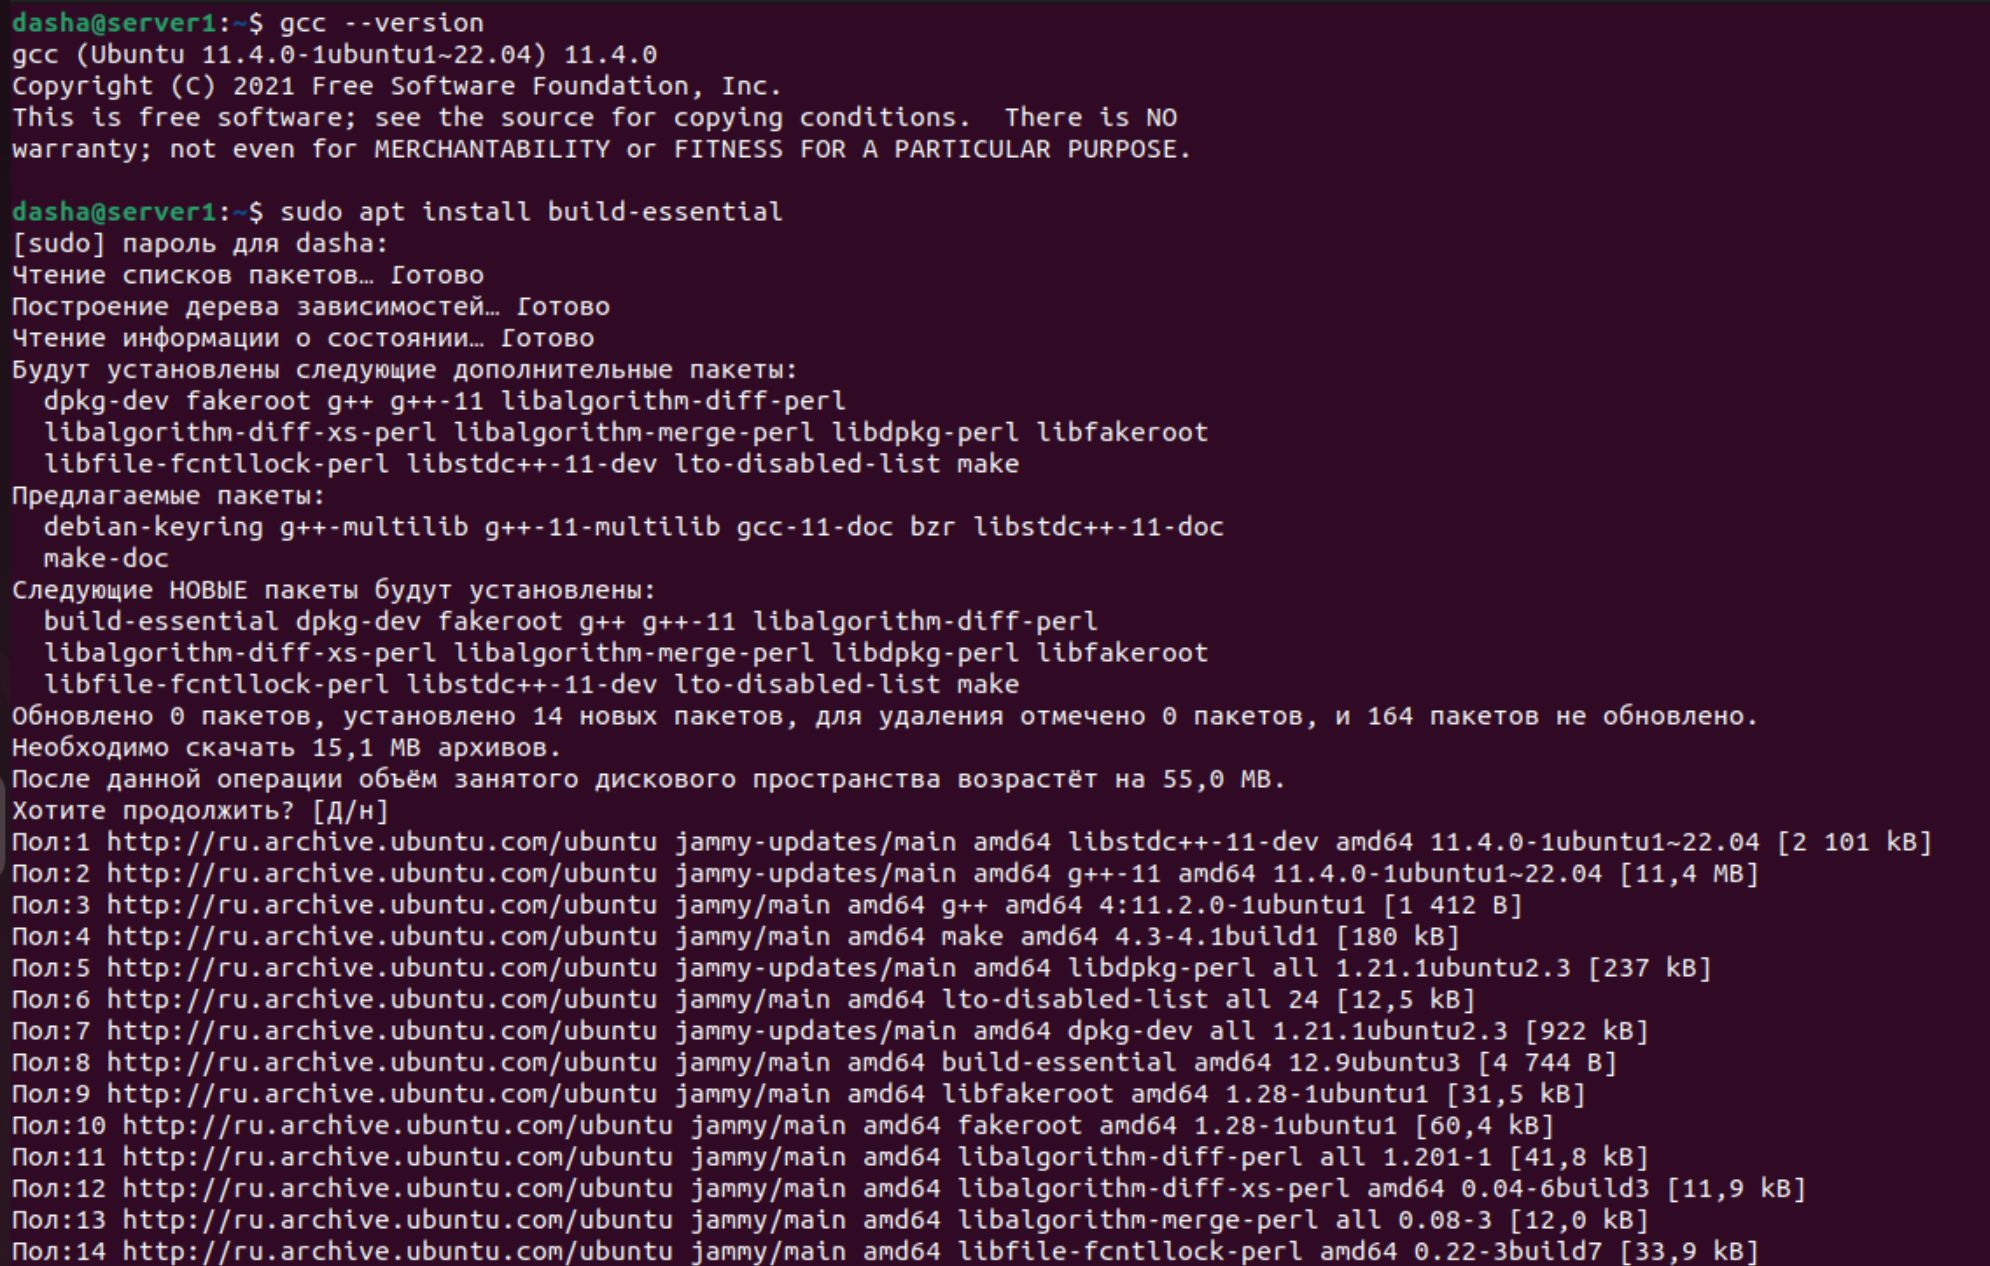 dasha@server1:~$ gcc --version
gcc (Ubuntu 11.4.0-1ubuntu1~22.04) 11.4.0
Copyright (C) 2021 Free Software Foundation, Inc.
This is free software; see the source for copying conditions.  There is NO
warranty; not even for MERCHANTABILITY or FITNESS FOR A PARTICULAR PURPOSE.
dasha@server1:~$ sudo apt install build-essential
[sudo] пароль для dasha:
Чтение списков пакетов… Готово
Построение дерева зависимостей… Готово
Чтение информации о состоянии… Готово
Будут установлены следующие дополнительные пакеты:
  dpkg-dev fakeroot g++ g++-11 libalgorithm-diff-perl
  libalgorithm-diff-xs-perl libalgorithm-merge-perl libdpkg-perl libfakeroot
  libfile-fcntllock-perl libstdc++-11-dev lto-disabled-list make
Предлагаемые пакеты:
  debian-keyring g++-multilib g++-11-multilib gcc-11-doc bzr libstdc++-11-doc
  make-doc
Следующие НОВЫЕ пакеты будут установлены:
  build-essential dpkg-dev fakeroot g++ g++-11 libalgorithm-diff-perl
  libalgorithm-diff-xs-perl libalgorithm-merge-perl libdpkg-perl libfakeroot
  libfile-fcntllock-perl libstdc++-11-dev lto-disabled-list make
Обновлено 0 пакетов, установлено 14 новых пакетов, для удаления отмечено 0 пакетов, и 164 пакетов не обновлено.
Необходимо скачать 15,1 MB архивов.
После данной операции объём занятого дискового пространства возрастёт на 55,0 MB.
Хотите продолжить? [Д/н]
Пол:1 http://ru.archive.ubuntu.com/ubuntu jammy-updates/main amd64 libstdc++-11-dev amd64 11.4.0-1ubuntu1~22.04 [2 101 kB]
Пол:2 http://ru.archive.ubuntu.com/ubuntu jammy-updates/main amd64 g++-11 amd64 11.4.0-1ubuntu1~22.04 [11,4 MB]
Пол:3 http://ru.archive.ubuntu.com/ubuntu jammy/main amd64 g++ amd64 4:11.2.0-1ubuntu1 [1 412 B]
Пол:4 http://ru.archive.ubuntu.com/ubuntu jammy/main amd64 make amd64 4.3-4.1build1 [180 kB]
Пол:5 http://ru.archive.ubuntu.com/ubuntu jammy-updates/main amd64 libdpkg-perl all 1.21.1ubuntu2.3 [237 kB]
Пол:6 http://ru.archive.ubuntu.com/ubuntu jammy/main amd64 lto-disabled-list all 24 [12,5 kB]
Пол:7 http://ru.archive.ubuntu.com/ubuntu jammy-updates/main amd64 dpkg-dev all 1.21.1ubuntu2.3 [922 kB]
Пол:8 http://ru.archive.ubuntu.com/ubuntu jammy/main amd64 build-essential amd64 12.9ubuntu3 [4 744 B]
Пол:9 http://ru.archive.ubuntu.com/ubuntu jammy/main amd64 libfakeroot amd64 1.28-1ubuntu1 [31,5 kB]
Пол:10 http://ru.archive.ubuntu.com/ubuntu jammy/main amd64 fakeroot amd64 1.28-1ubuntu1 [60,4 kB]
Пол:11 http://ru.archive.ubuntu.com/ubuntu jammy/main amd64 libalgorithm-diff-perl all 1.201-1 [41,8 kB]
Пол:12 http://ru.archive.ubuntu.com/ubuntu jammy/main amd64 libalgorithm-diff-xs-perl amd64 0.04-6build3 [11,9 kB]
Пол:13 http://ru.archive.ubuntu.com/ubuntu jammy/main amd64 libalgorithm-merge-perl all 0.08-3 [12,0 kB]
Пол:14 http://ru.archive.ubuntu.com/ubuntu jammy/main amd64 libfile-fcntllock-perl amd64 0.22-3build7 [33,9 kB]